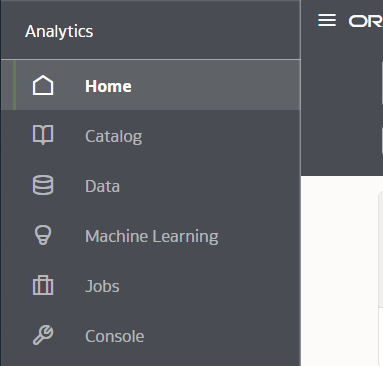 Analytics
Home
Catalog
Data
Machine Learning
Jobs
Console